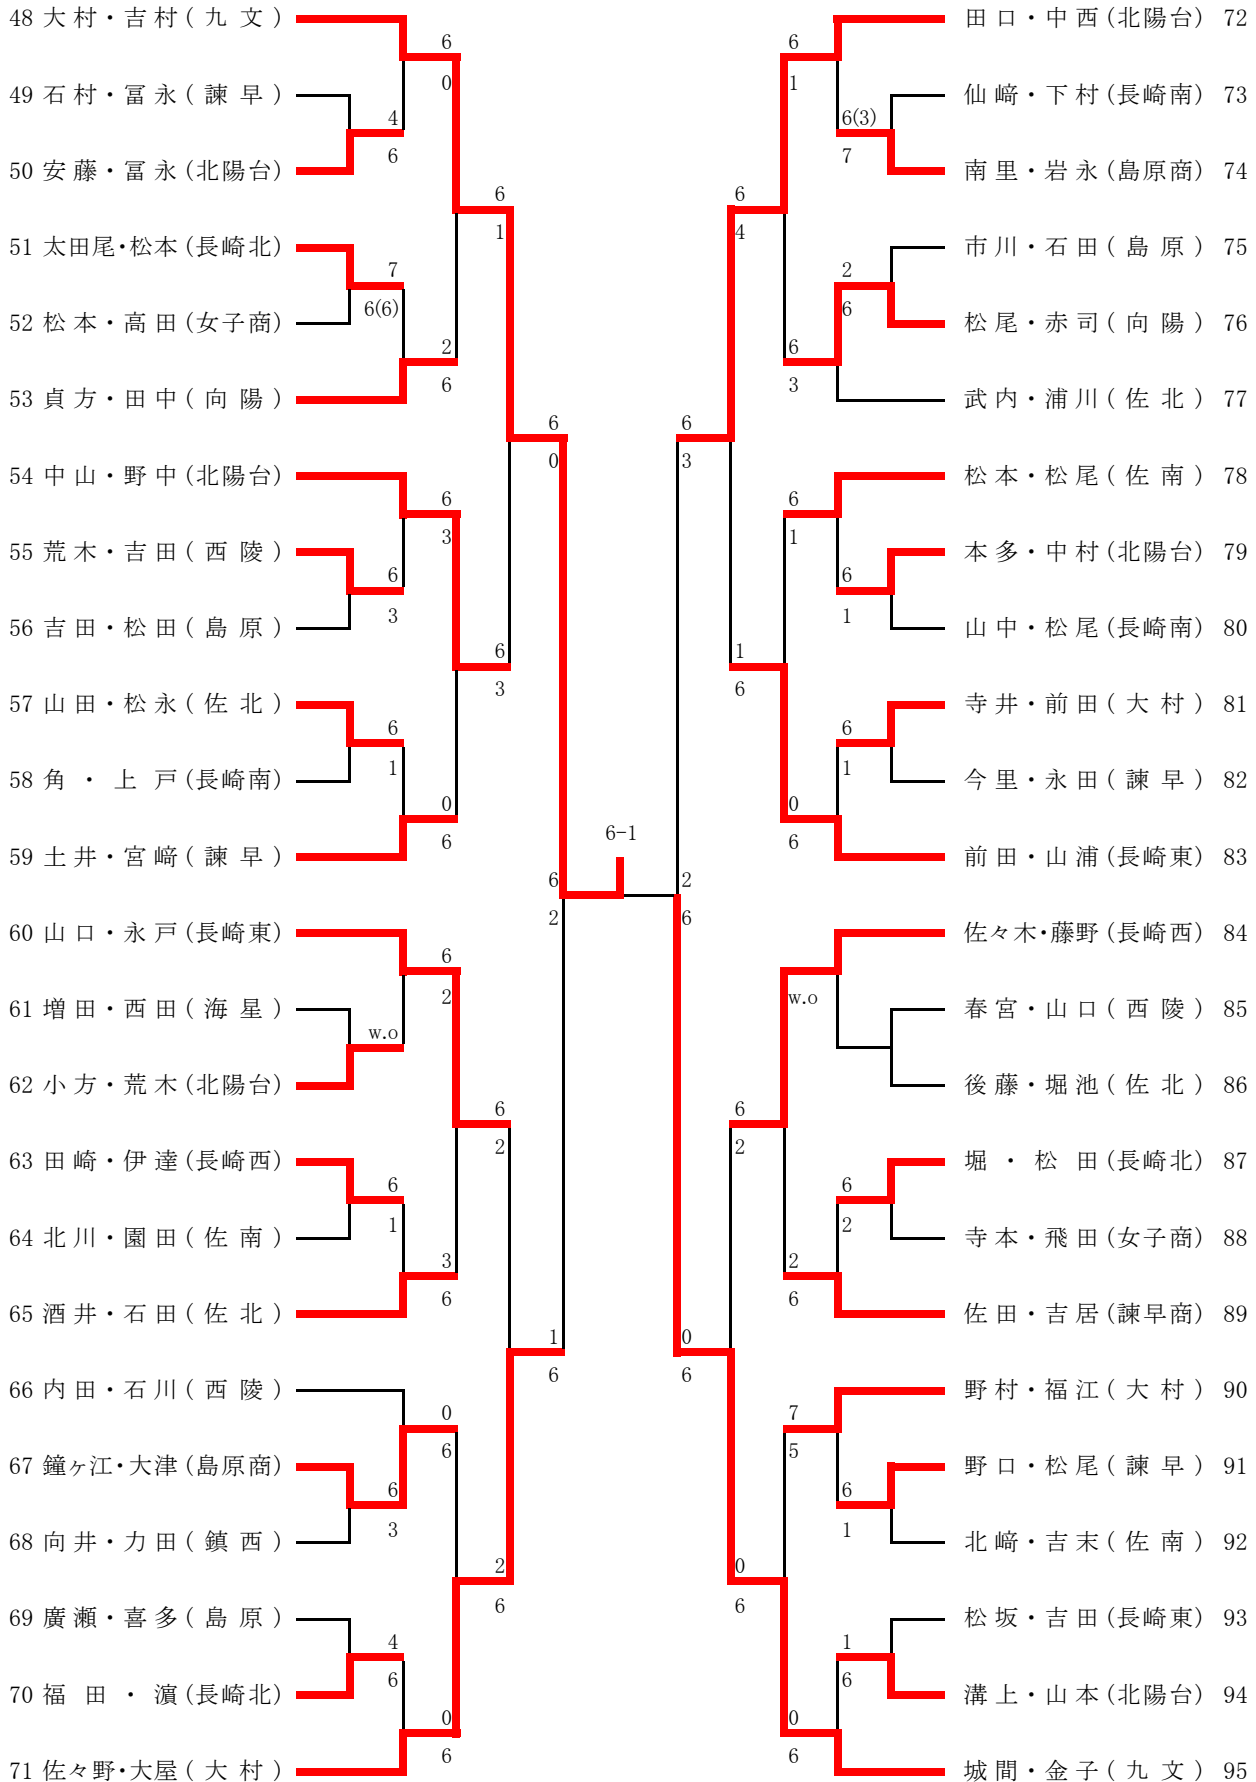 48 大村・吉村(九文)
6
0
49 石村・冨永(諫早)
4
6
50 安藤・冨永(北陽台)
6
1
51 太田尾・松本(長崎北)
7
6(6)
52 松本・高田(女子商)
2
6
53 貞方・田中(向陽)
6
0
54 中山・野中(北陽台)
6
3
55 荒木・吉田(西陵)
6
3
56 吉田・松田(島原)
6
3
57 山田・松永(佐北)
6
1
58 角・上戸(長崎南)
0
6
59 土井・宮﨑(諫早)
6
2
60 山口・永戸(長崎東)
6
2
61 増田・西田(海星)
w.o
62 小方・荒木(北陽台)
6
2
63 田崎・伊達(長崎西)
6
1
64 北川・園田(佐南)
3
6
65 酒井・石田(佐北)
1
6
66 内田・石川(西陵)
0
6
67 鐘ヶ江・大津(島原商)
6
3
68 向井・力田(鎮西)
2
6
69 廣瀬・喜多(島原)
4
6
70 福田・濵(長崎北)
0
6
71 佐々野・大屋(大村)
6-1
田口・中西(北陽台) 72
6
1
仙﨑・下村(長崎南) 73
6(3)
7
南里・岩永(島原商) 74
6
4
市川・石田(島原) 75
2
6
松尾・赤司(向陽) 76
6
3
武内・浦川(佐北) 77
6
3
松本・松尾(佐南) 78
6
1
本多・中村(北陽台) 79
6
1
山中・松尾(長崎南) 80
1
6
寺井・前田(大村) 81
6
1
今里・永田(諫早) 82
0
6
前田・山浦(長崎東) 83
2
6
佐々木・藤野(長崎西) 84
w.o
春宮・山口(西陵) 85
後藤・堀池(佐北) 86
6
2
堀・松田(長崎北) 87
6
2
寺本・飛田(女子商) 88
2
6
佐田・吉居(諫早商) 89
0
6
野村・福江(大村) 90
7
5
野口・松尾(諫早) 91
6
1
北﨑・吉末(佐南) 92
0
6
松坂・吉田(長崎東) 93
1
6
溝上・山本(北陽台) 94
0
6
城間・金子(九文) 95